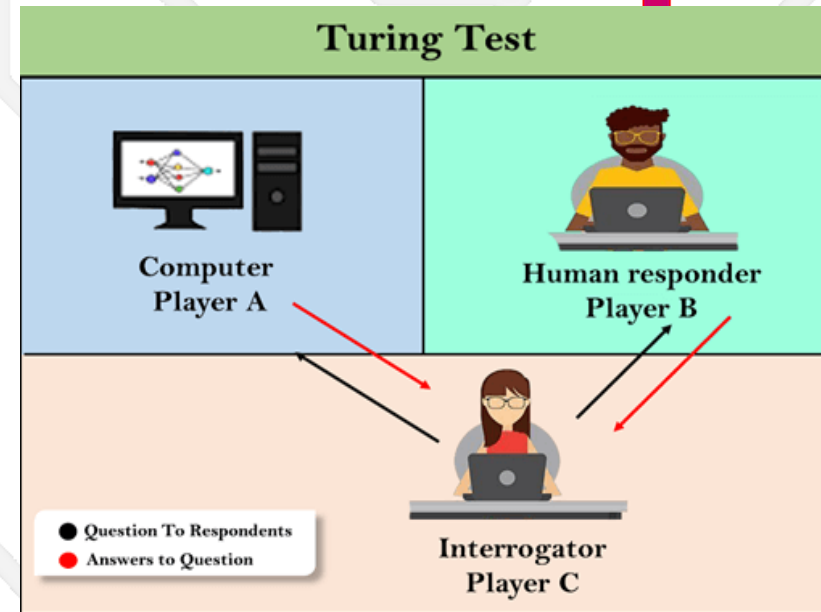 Turing Test
Computer
Player A
Human responder
Player B
Question To Respondents
Answers to Question
Interrogator
Player C